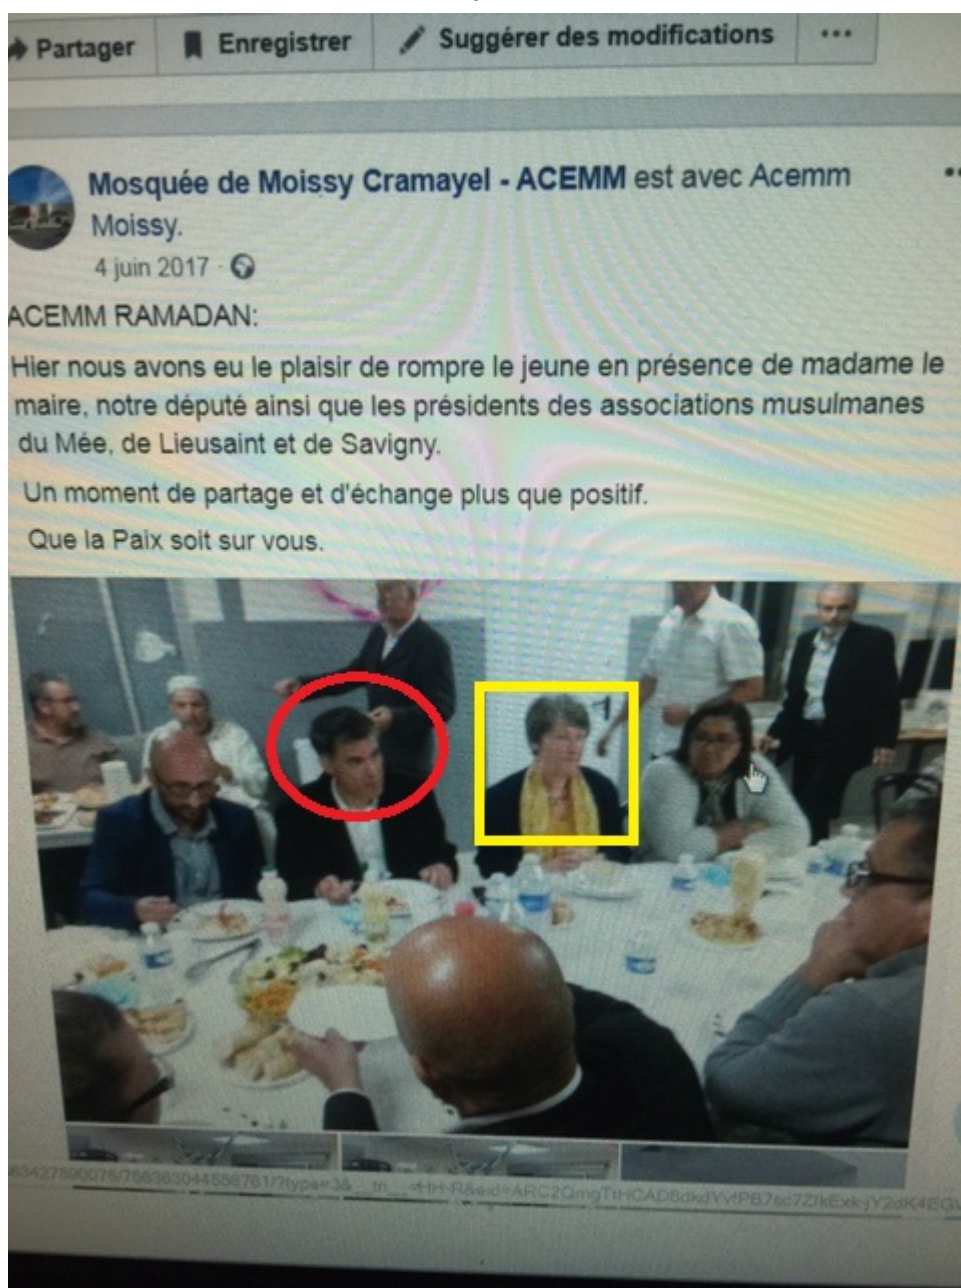 Partager
Enregistrer
Suggérer des modifications
Mosquée de Moissy Cramayel - ACEMM est avec Acemm
Moissy.
4 juin 2017
ACEMM RAMADAN:
Hier nous avons eu le plaisir de rompre le jeune en présence de madame le
maire, notre député ainsi que les présidents des associations musulmanes
du Mée, de Lieusaint et de Savigny.
Un moment de partage et d'échange plus que positif.
Que la Paix soit sur vous.